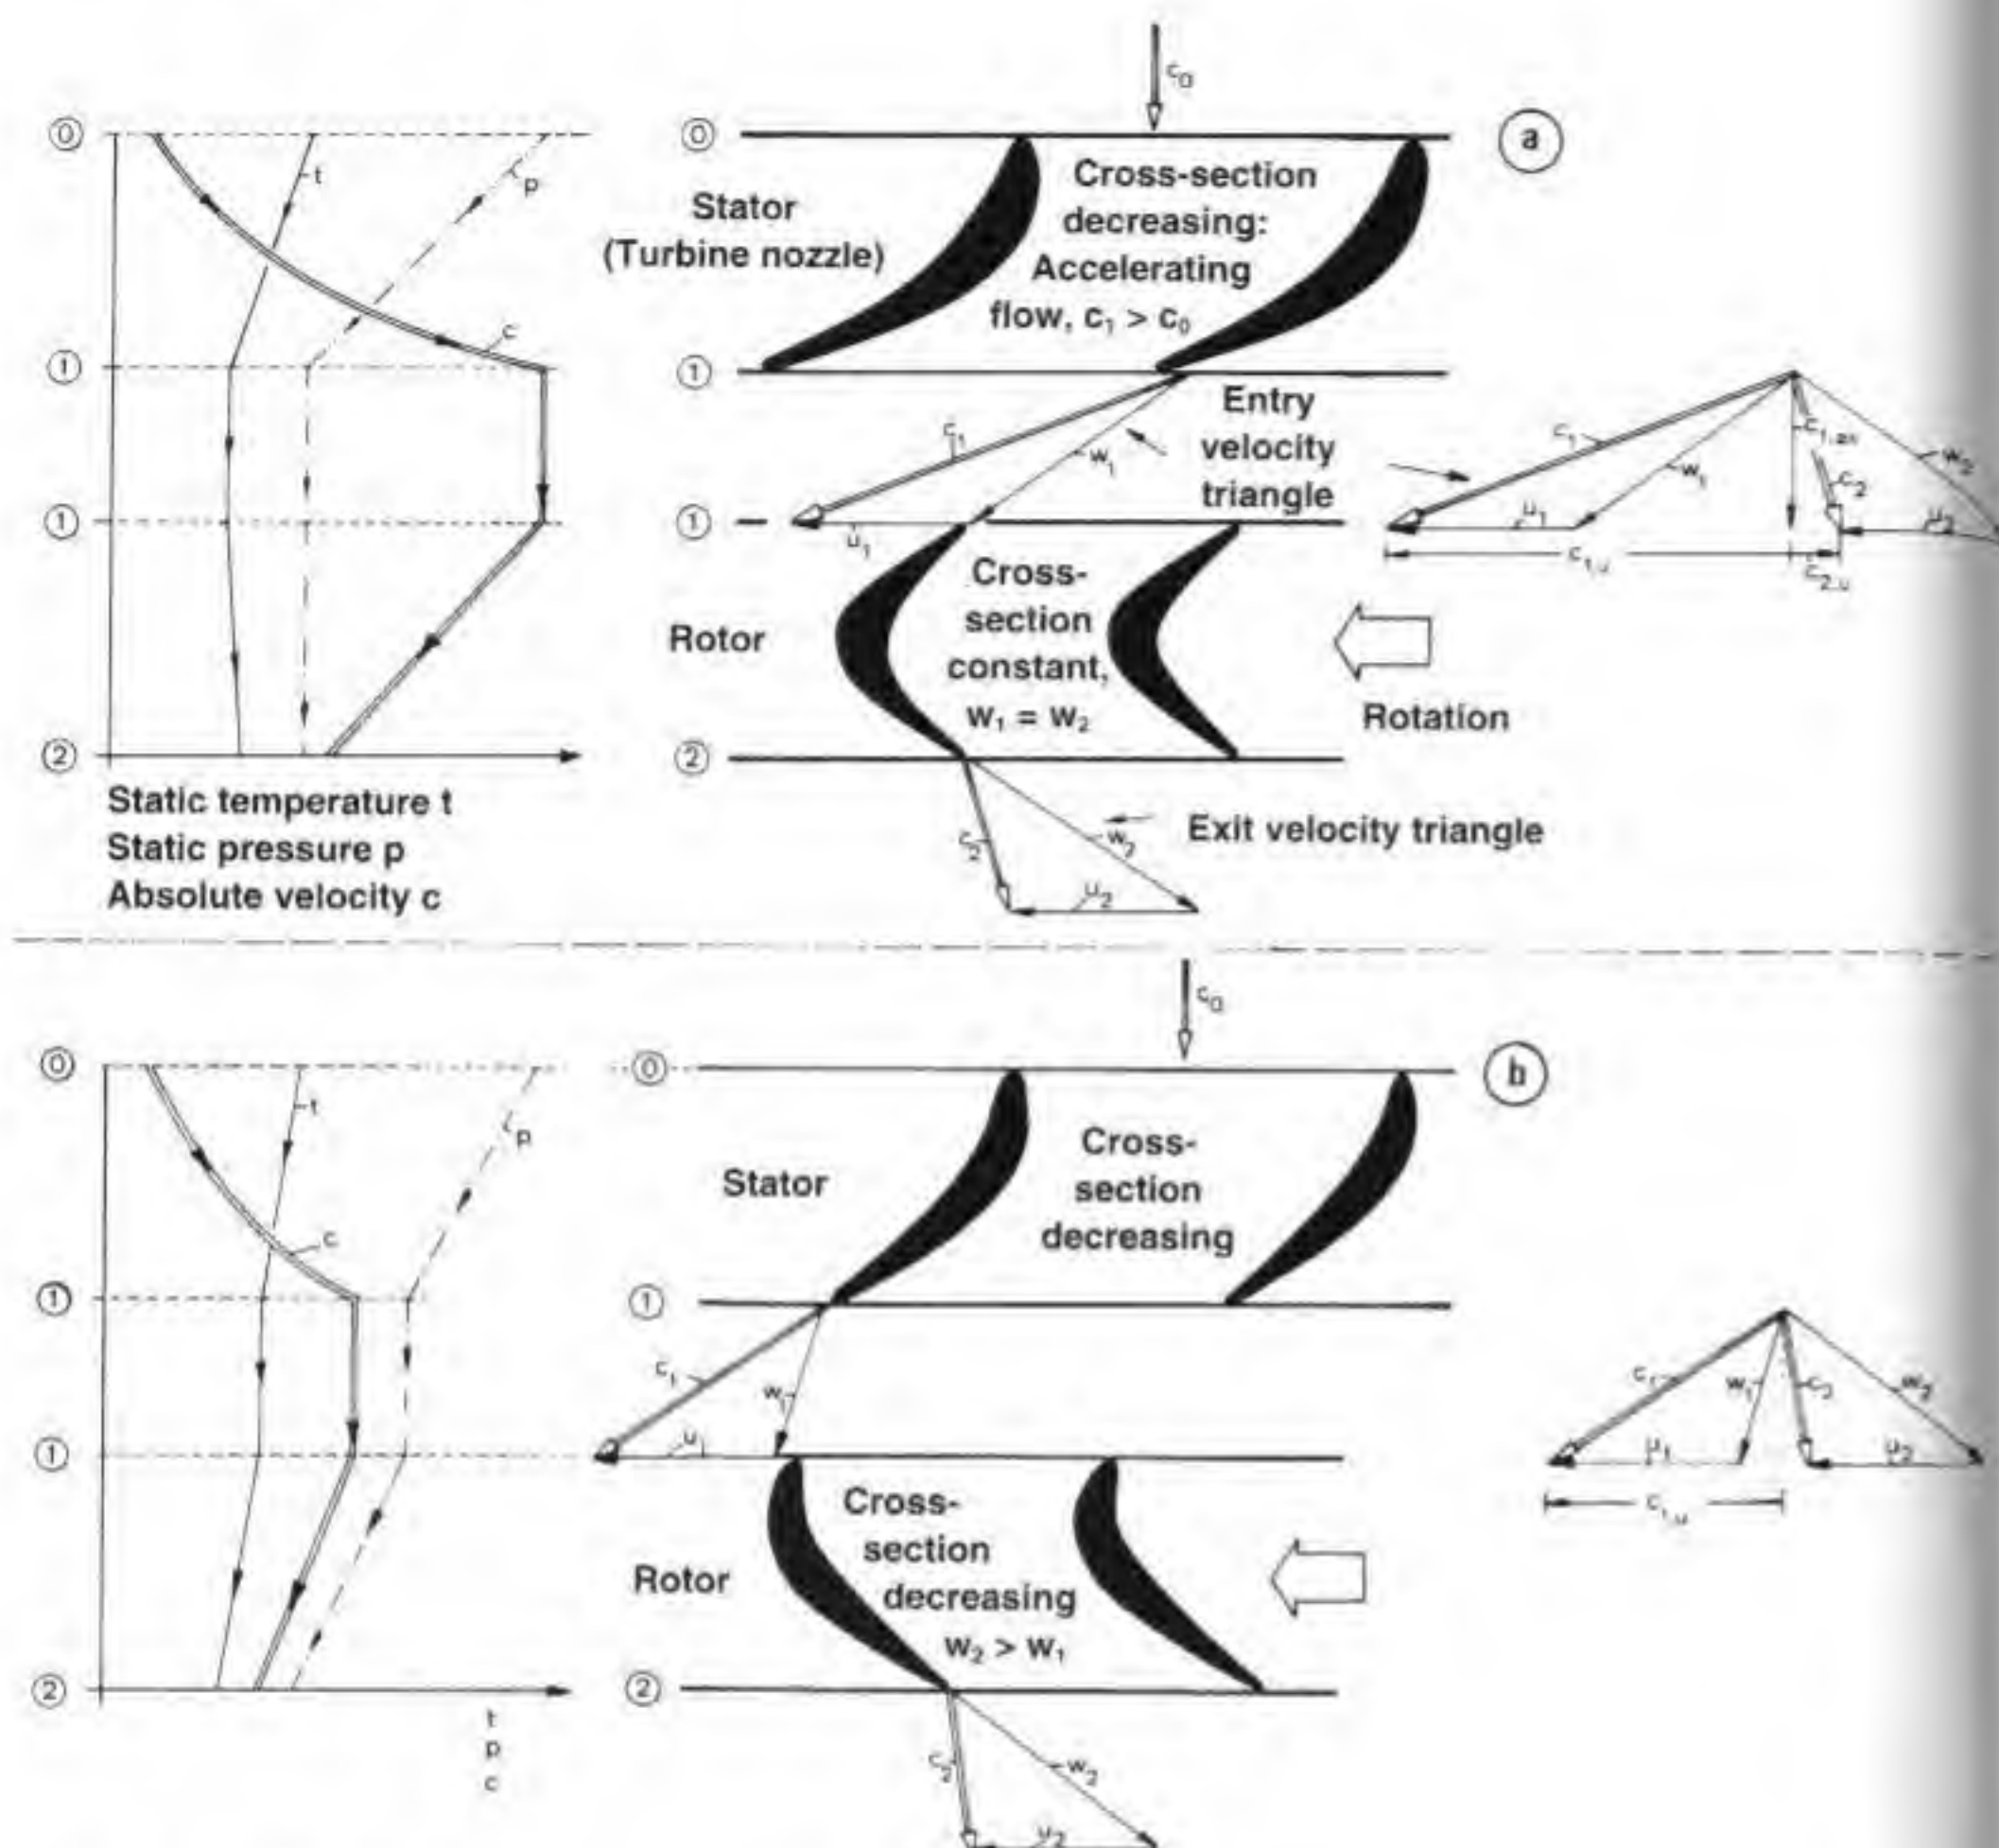 c₀
⓪
⓪
ⓐ
t
p
Stator
(Turbine nozzle)
Cross-section
decreasing:
Accelerating
flow, c₁ > c₀
c
①
①
Entry
velocity
triangle
c₁
w₁
u₁
c₁
w₁
u₁
c₂
w₂
u₂
c₁,u
c₂,u
①
①
Rotor
Cross-
section
constant,
w₁ = w₂
Rotation
②
②
Static temperature t
Static pressure p
Absolute velocity c
c₂
w₂
u₂
Exit velocity triangle
c₀
⓪
⓪
ⓑ
t
p
c
Stator
Cross-
section
decreasing
①
①
c₁
w₁
u₁
c₁
w₁
c₂
w₂
u₁
u₂
c₁,u
①
Rotor
Cross-
section
decreasing
w₂ > w₁
②
②
t
p
c
c₂
w₂
u₂